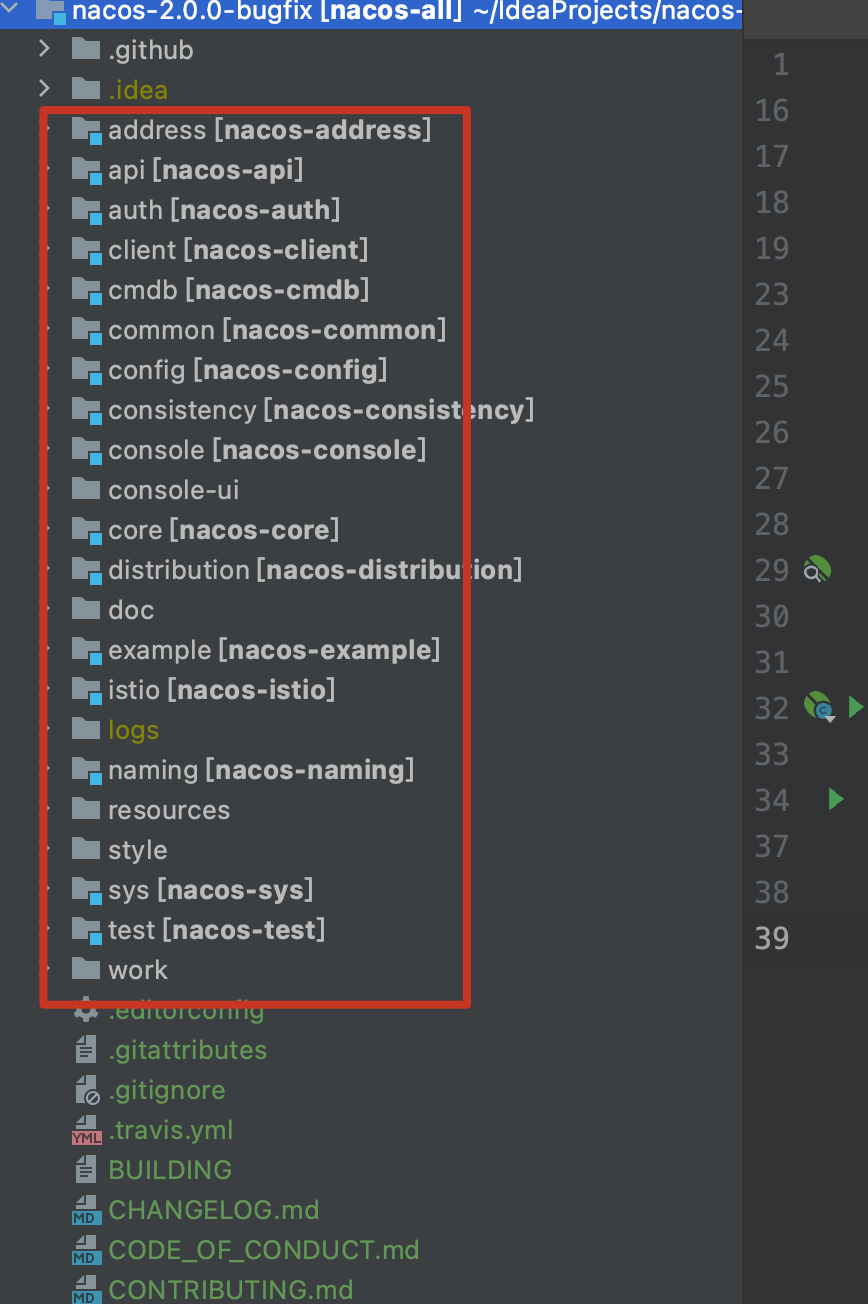 nacos-2.0.0-bugfix [nacos-all] ~/IdeaProjects/nacos-
.github
.idea
address [nacos-address]
api [nacos-api]
auth [nacos-auth]
client [nacos-client]
cmdb [nacos-cmdb]
common [nacos-common]
config [nacos-config]
consistency [nacos-consistency]
console [nacos-console]
console-ui
core [nacos-core]
distribution [nacos-distribution]
doc
example [nacos-example]
istio [nacos-istio]
logs
naming [nacos-naming]
resources
style
sys [nacos-sys]
test [nacos-test]
work
.editorconfig
.gitattributes
.gitignore
YML .travis.yml
BUILDING
MD CHANGELOG.md
MD CODE_OF_CONDUCT.md
MD CONTRIBUTING.md
1
16
17
18
19
23
24
25
26
27
28
29
30
31
32
33
34
37
38
39